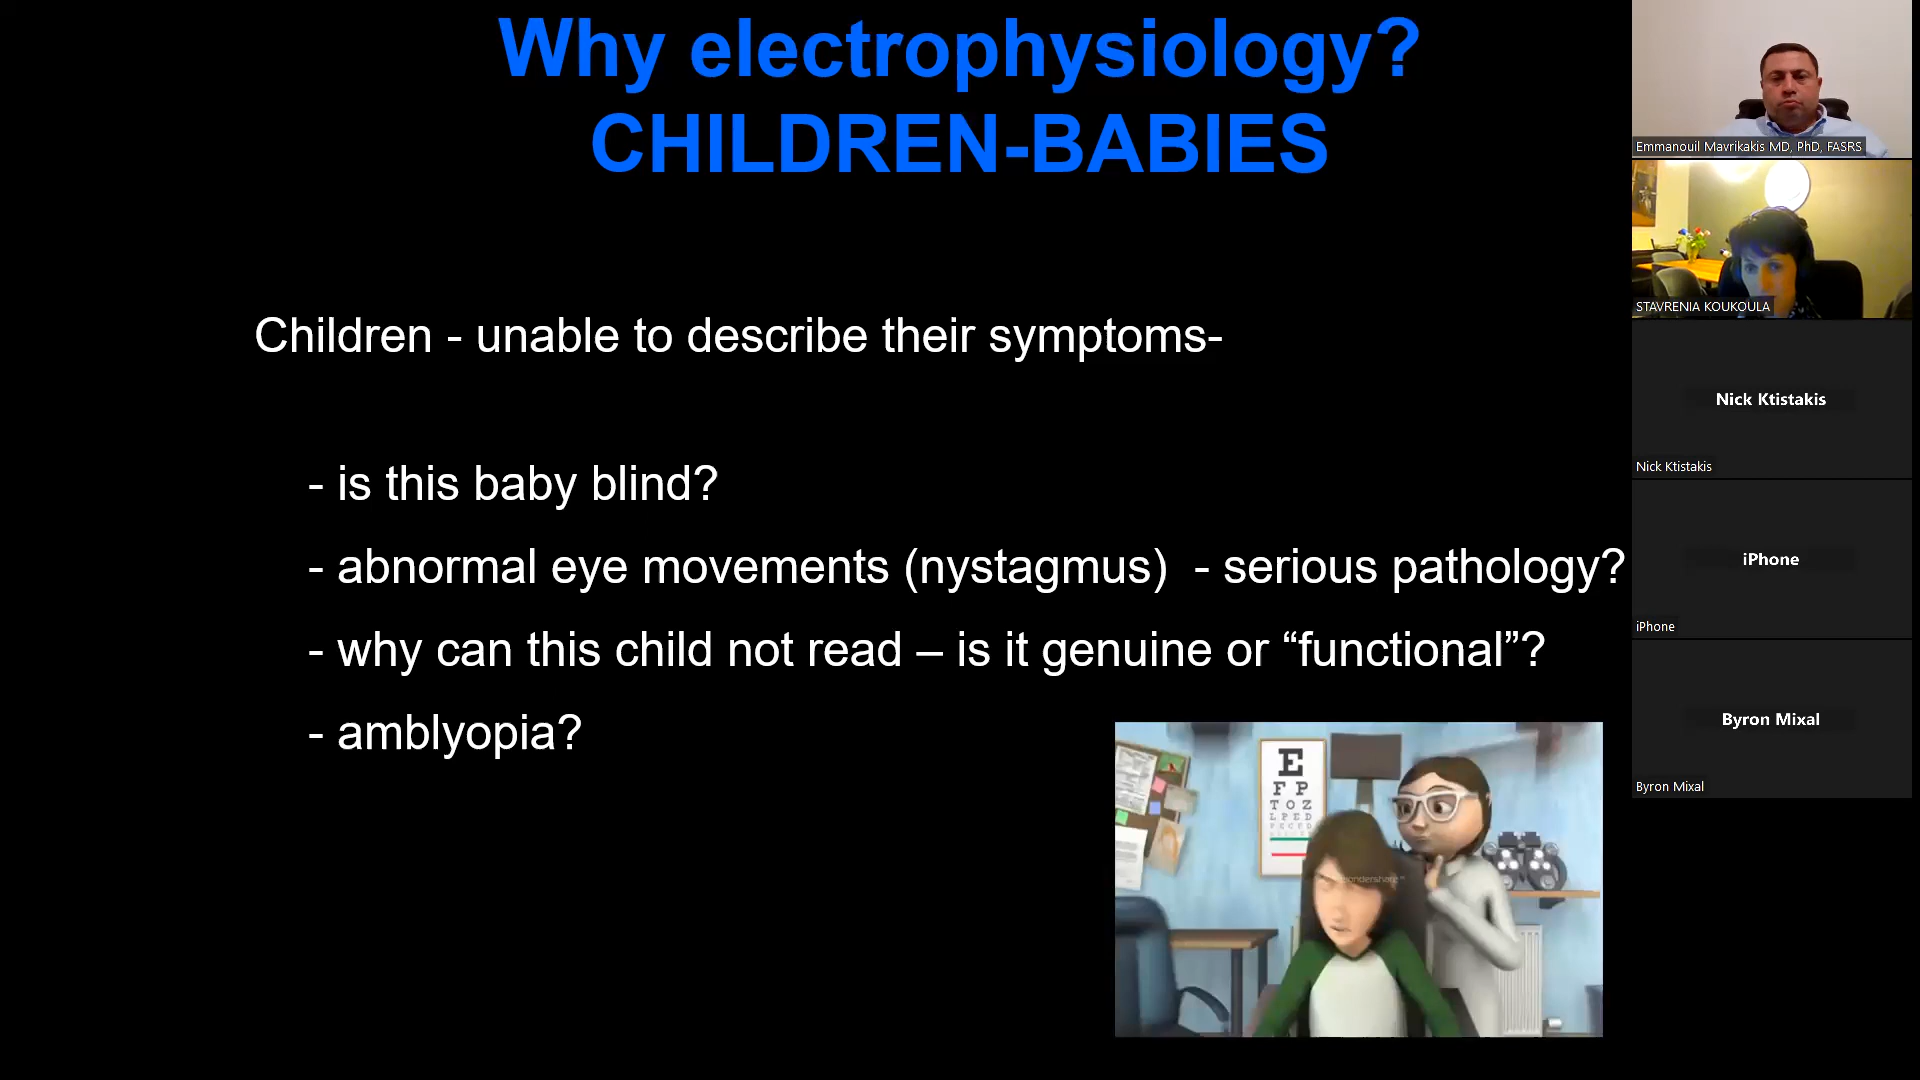 Why electrophysiology?
CHILDREN-BABIES
Children - unable to describe their symptoms-
- is this baby blind?
- abnormal eye movements (nystagmus)  - serious pathology?
- why can this child not read – is it genuine or “functional”?
- amblyopia?
E
F P
T O Z
L P E D
Emmanouil Mavrikakis MD, PhD, FASRS
STAVRENIA KOUKOULA
Nick Ktistakis
Nick Ktistakis
iPhone
iPhone
Byron Mixal
Byron Mixal